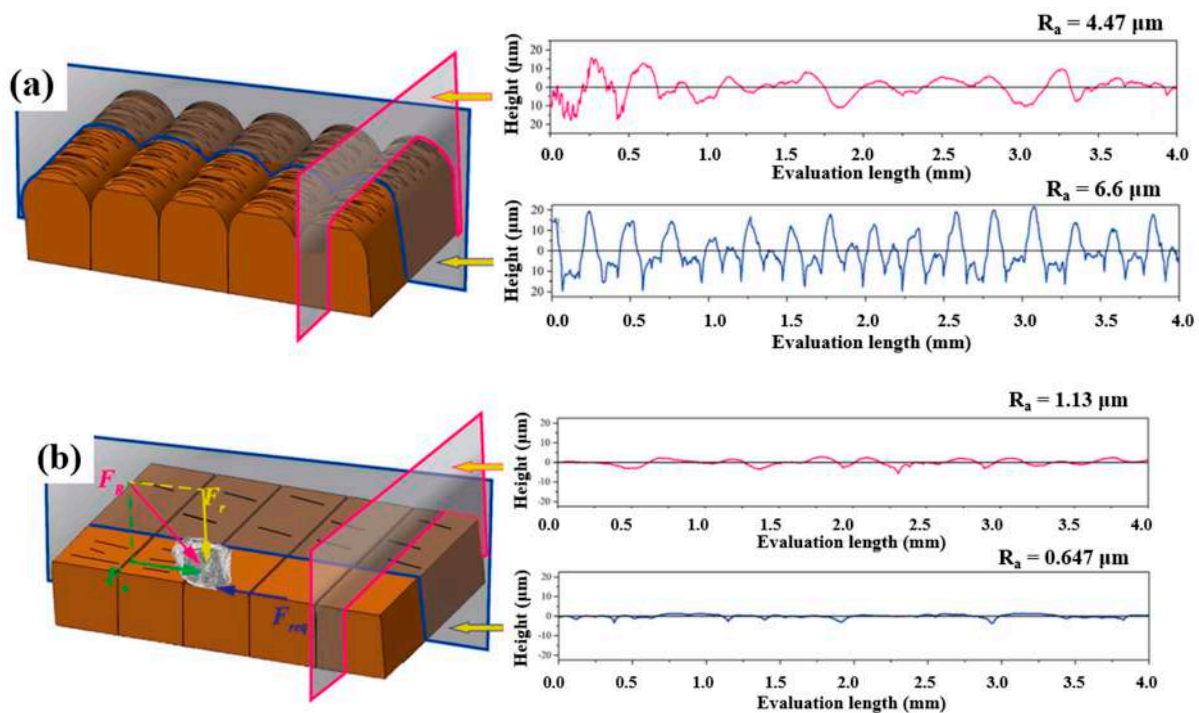 (a)
Rₐ = 4.47 μm
Height (μm)
20
10
0
10
20
0.0 0.5 1.0 1.5 2.0 2.5 3.0 3.5 4.0
Evaluation length (mm)
Rₐ = 6.6 μm
Height (μm)
20
10
0
10
20
0.0 0.5 1.0 1.5 2.0 2.5 3.0 3.5 4.0
Evaluation length (mm)
(b)
F_R
F_r
F_req
Rₐ = 1.13 μm
Height (μm)
20
10
0
-10
-20
0.0 0.5 1.0 1.5 2.0 2.5 3.0 3.5 4.0
Evaluation length (mm)
Rₐ = 0.647 μm
Height (μm)
20
10
0
-10
-20
0.0 0.5 1.0 1.5 2.0 2.5 3.0 3.5 4.0
Evaluation length (mm)